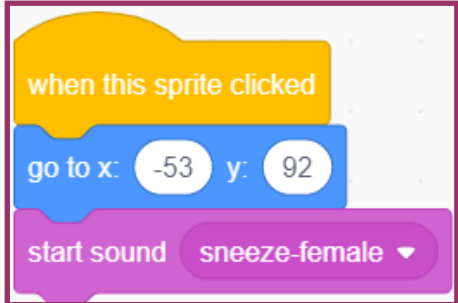 when this sprite clicked
go to x: -53 y: 92
start sound sneeze-female